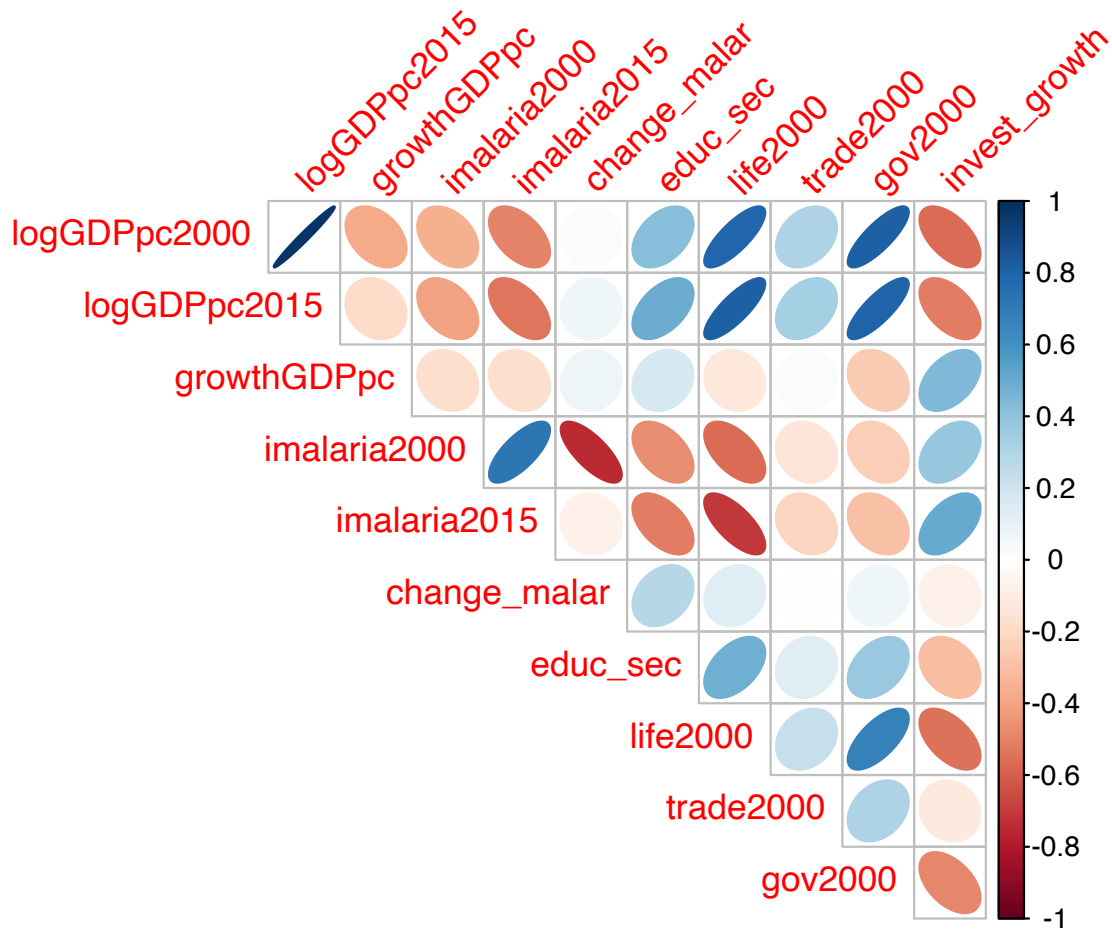 logGDPpc2015
growthGDPpc
imalaria2000
imalaria2015
change_malar
educ_sec
life2000
trade2000
gov2000
invest_growth
logGDPpc2000
logGDPpc2015
growthGDPpc
imalaria2000
imalaria2015
change_malar
educ_sec
life2000
trade2000
gov2000
1
0.8
0.6
0.4
0.2
0
-0.2
-0.4
-0.6
-0.8
-1